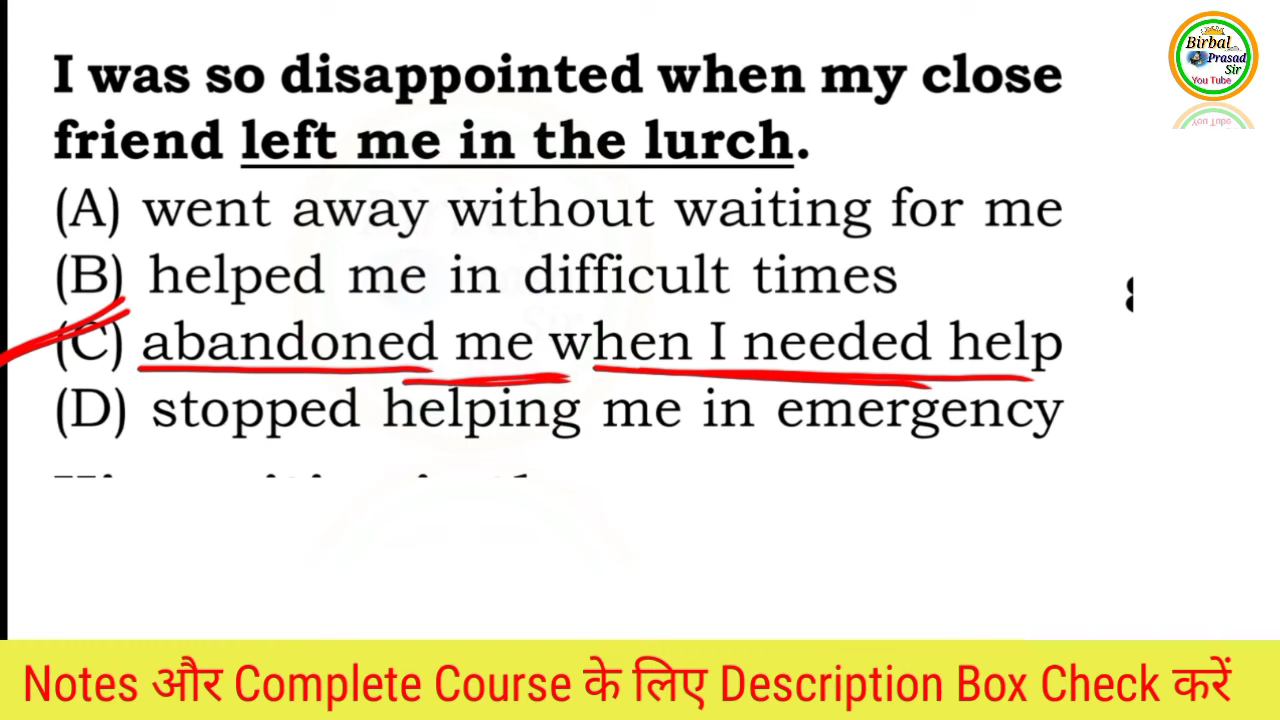 Birbal
Prasad
Sir
You Tube
I was so disappointed when my close
friend left me in the lurch.
(A) went away without waiting for me
(B) helped me in difficult times
(C) abandoned me when I needed help
(D) stopped helping me in emergency
Notes और Complete Course के लिए Description Box Check करें